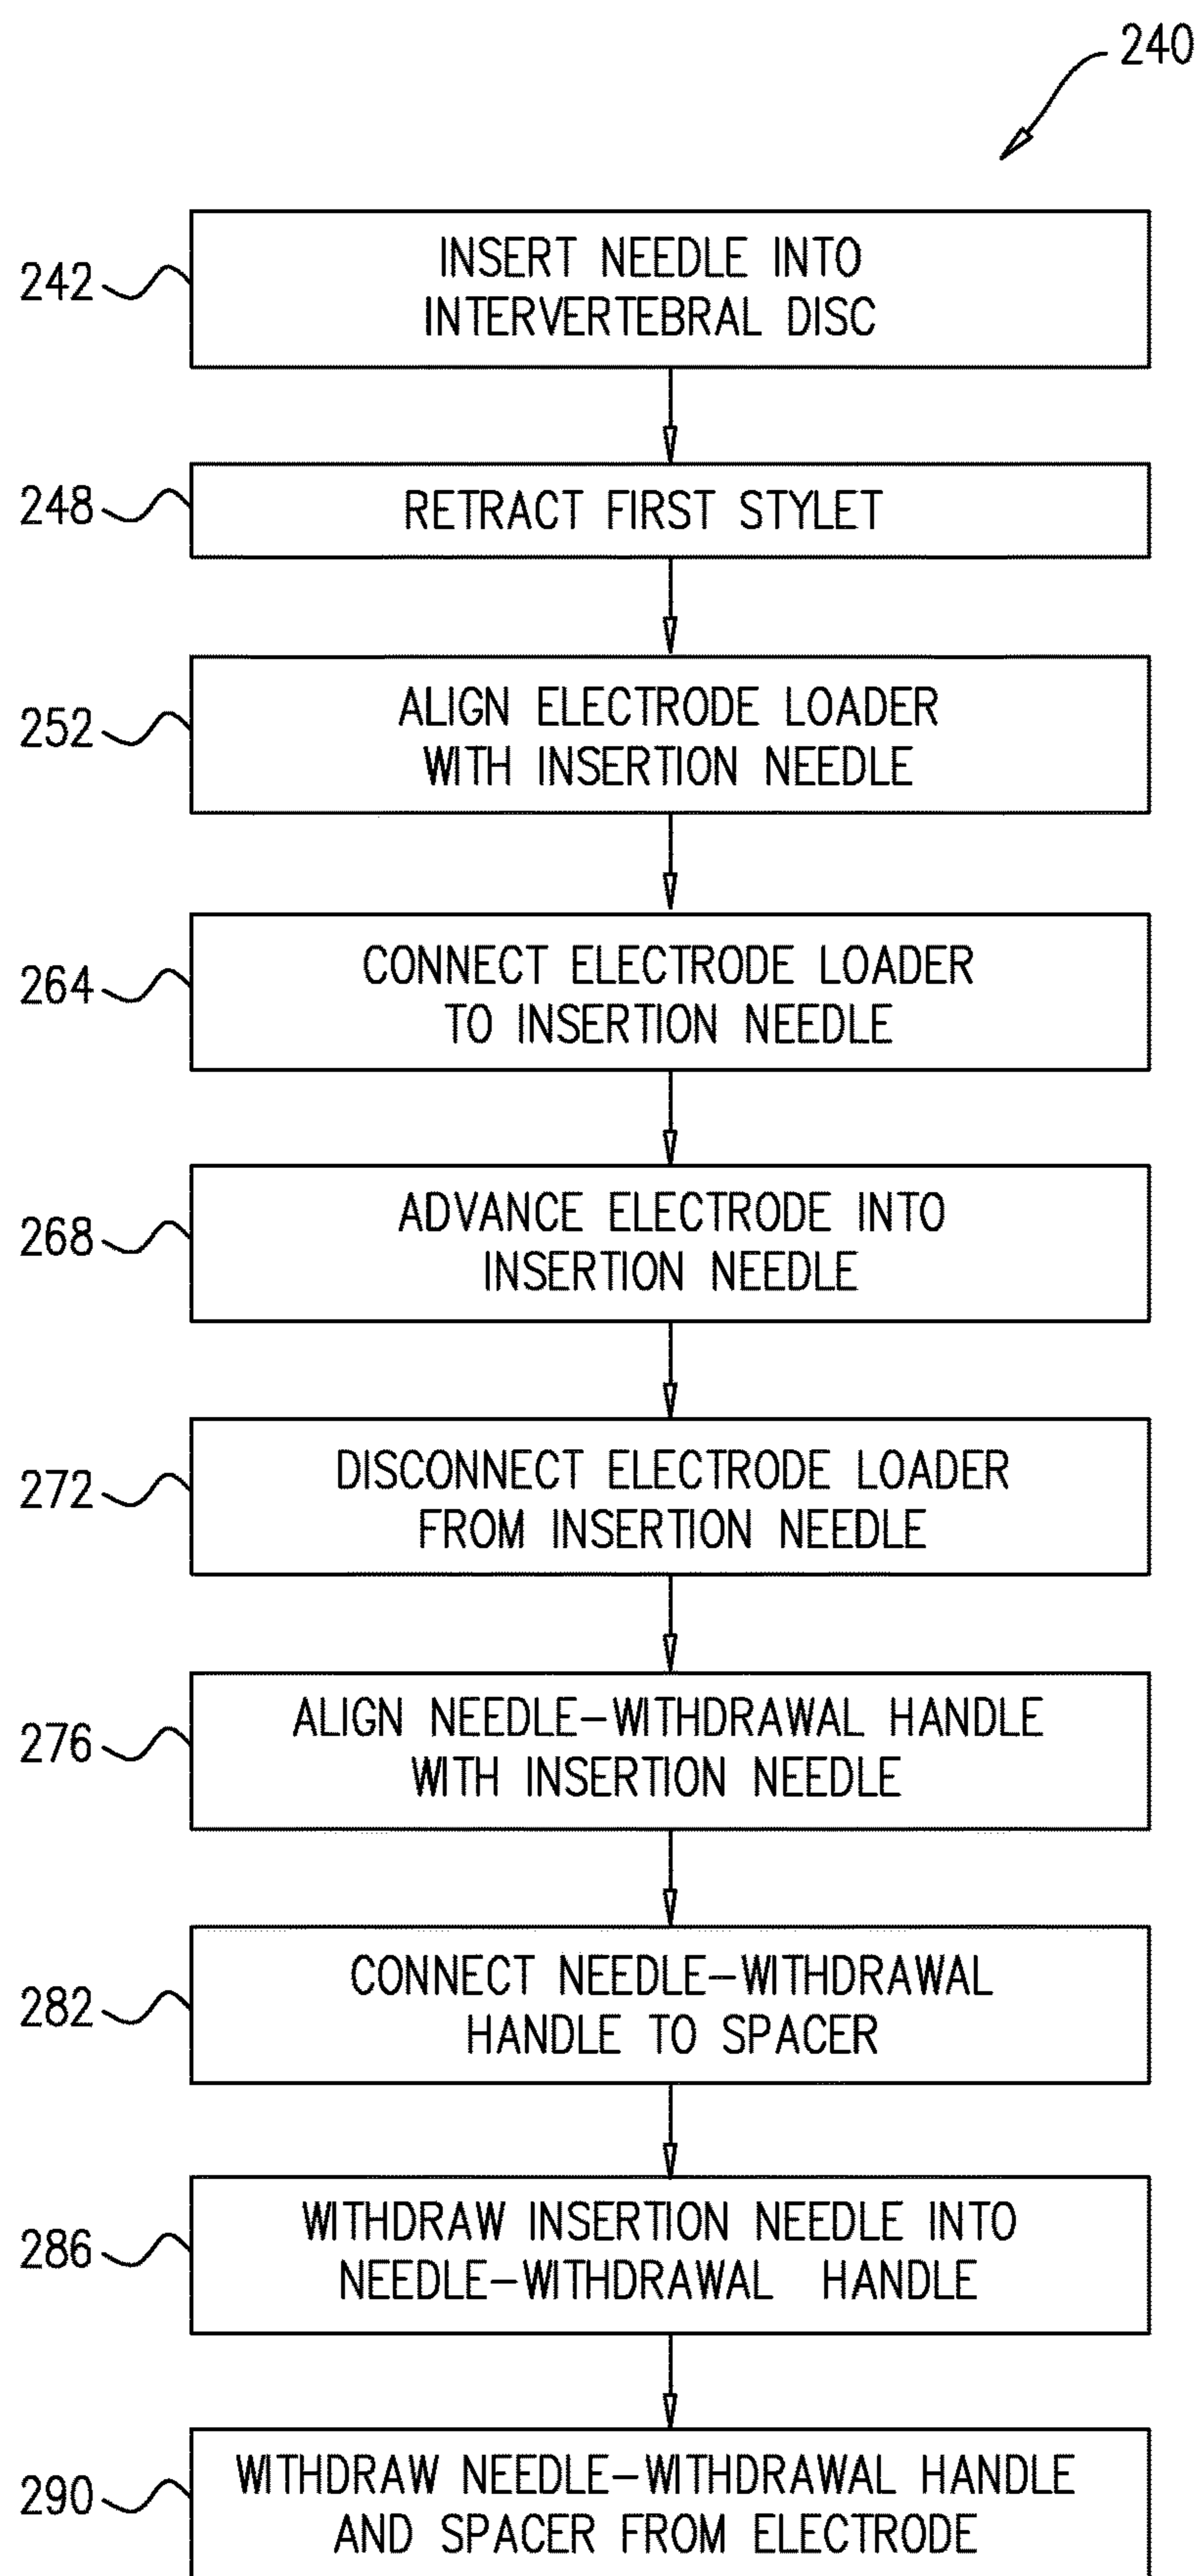 240
242
INSERT NEEDLE INTO
INTERVERTEBRAL DISC
248
RETRACT FIRST STYLET
252
ALIGN ELECTRODE LOADER
WITH INSERTION NEEDLE
264
CONNECT ELECTRODE LOADER
TO INSERTION NEEDLE
268
ADVANCE ELECTRODE INTO
INSERTION NEEDLE
272
DISCONNECT ELECTRODE LOADER
FROM INSERTION NEEDLE
276
ALIGN NEEDLE-WITHDRAWAL HANDLE
WITH INSERTION NEEDLE
282
CONNECT NEEDLE-WITHDRAWAL
HANDLE TO SPACER
286
WITHDRAW INSERTION NEEDLE INTO
NEEDLE-WITHDRAWAL HANDLE
290
WITHDRAW NEEDLE-WITHDRAWAL HANDLE
AND SPACER FROM ELECTRODE